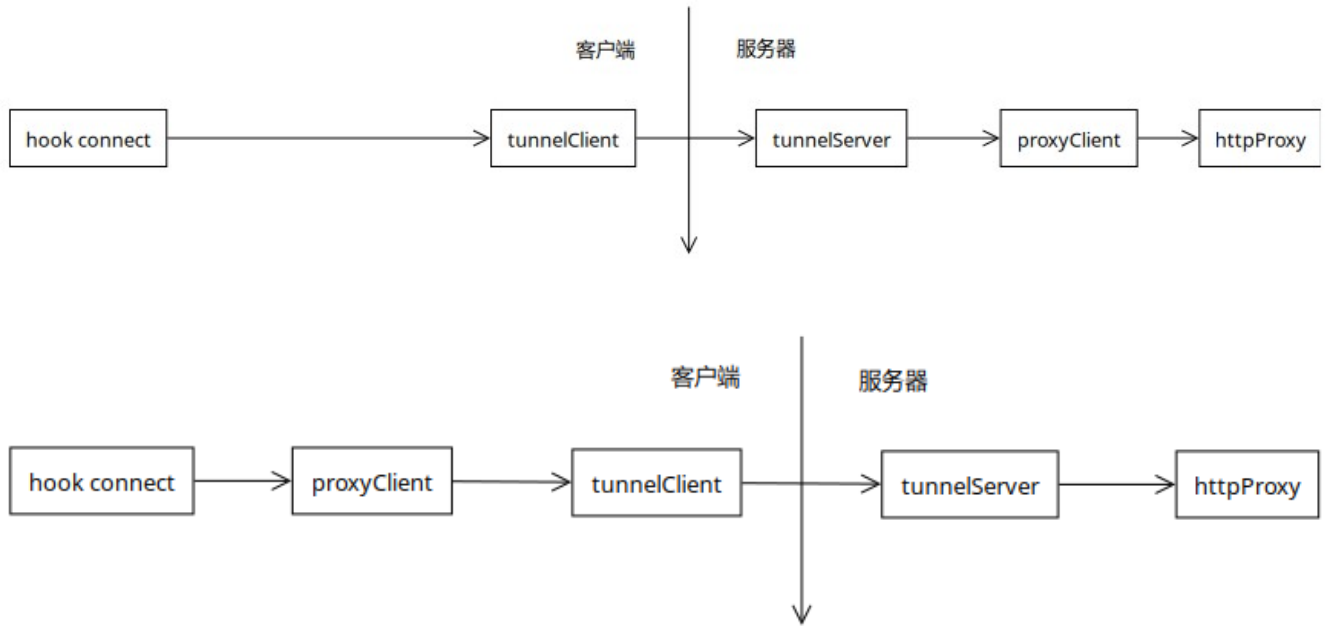 客户端
服务器
hook connect
tunnelClient
tunnelServer
proxyClient
httpProxy
客户端
服务器
hook connect
proxyClient
tunnelClient
tunnelServer
httpProxy